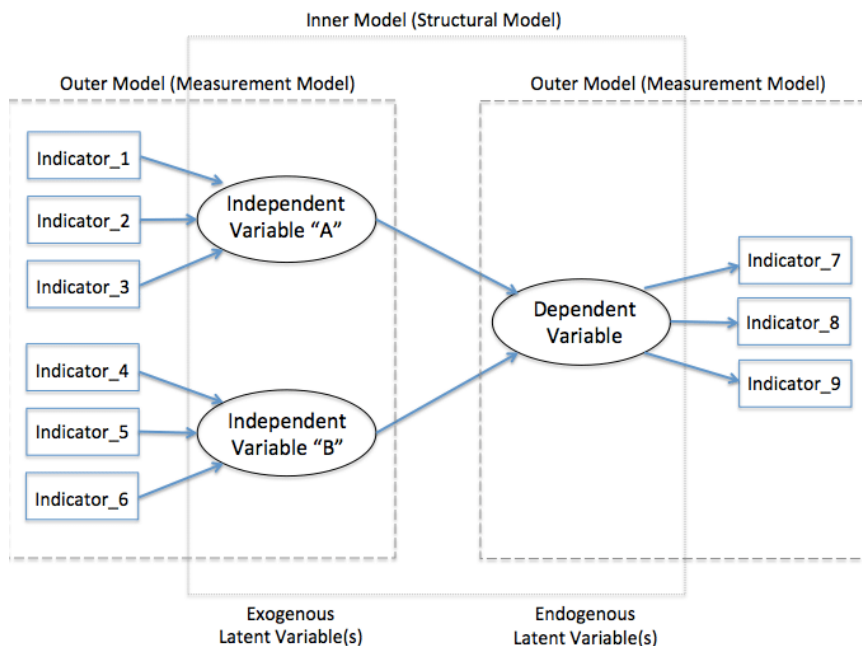 Inner Model (Structural Model)
Outer Model (Measurement Model)
Outer Model (Measurement Model)
Indicator_1
Indicator_2
Indicator_3
Independent
Variable “A”
Indicator_4
Indicator_5
Indicator_6
Independent
Variable “B”
Dependent
Variable
Indicator_7
Indicator_8
Indicator_9
Exogenous
Latent Variable(s)
Endogenous
Latent Variable(s)